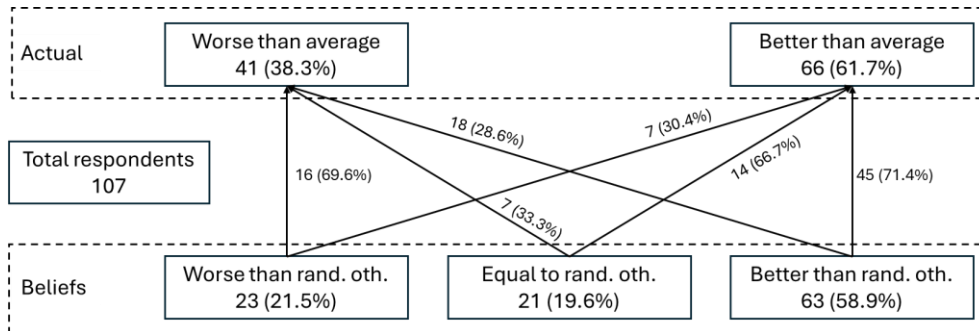 Actual
Worse than average
41 (38.3%)
Better than average
66 (61.7%)
18 (28.6%)
7 (30.4%)
Total respondents
107
16 (69.6%)
7 (33.3%)
14 (66.7%)
45 (71.4%)
Beliefs
Worse than rand. oth.
23 (21.5%)
Equal to rand. oth.
21 (19.6%)
Better than rand. oth.
63 (58.9%)